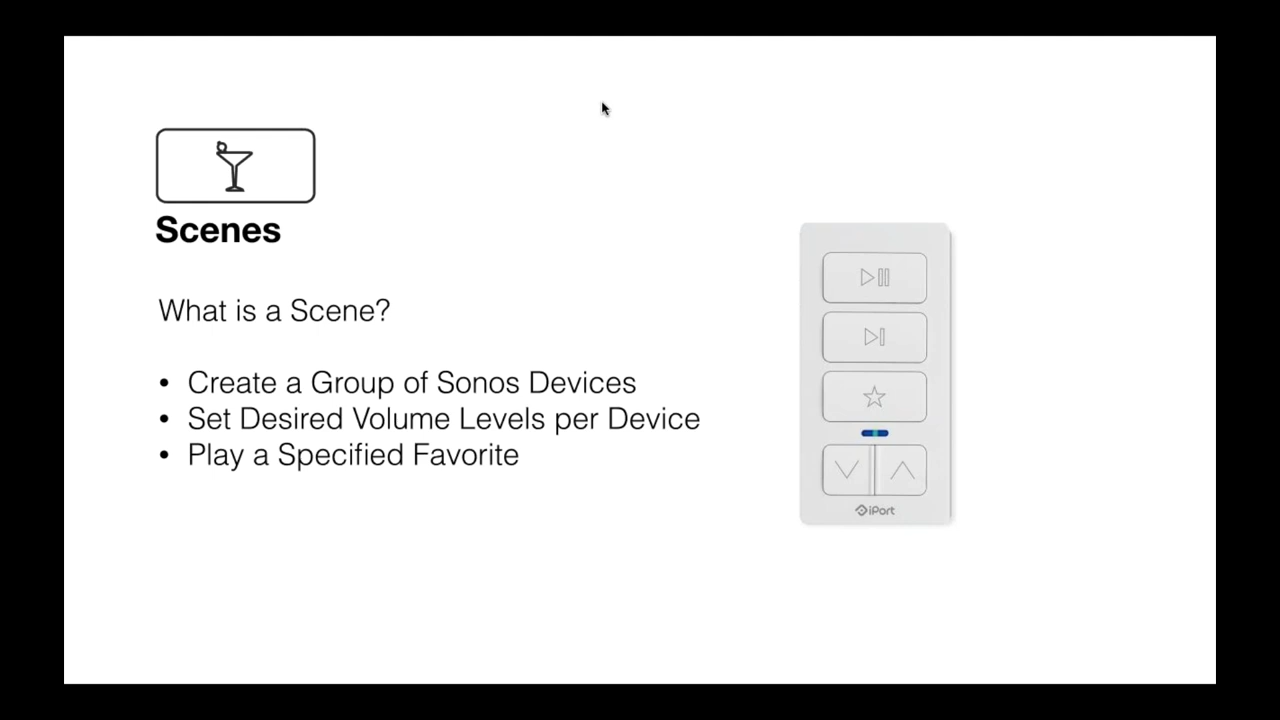 Scenes
What is a Scene?
• Create a Group of Sonos Devices
• Set Desired Volume Levels per Device
• Play a Specified Favorite
iPort